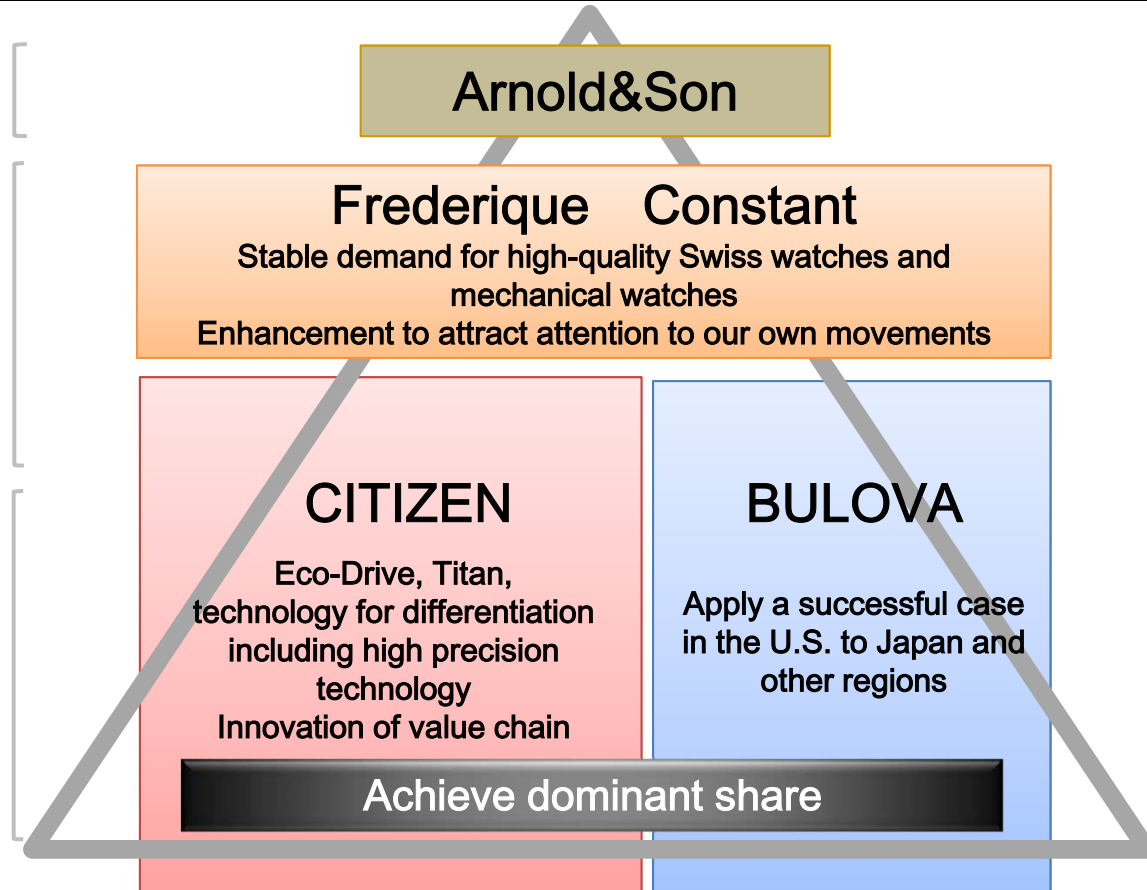 Arnold&Son
Frederique Constant
Stable demand for high-quality Swiss watches and
mechanical watches
Enhancement to attract attention to our own movements
CITIZEN
Eco-Drive, Titan,
technology for differentiation
including high precision
technology
Innovation of value chain
BULOVA
Apply a successful case
in the U.S. to Japan and
other regions
Achieve dominant share